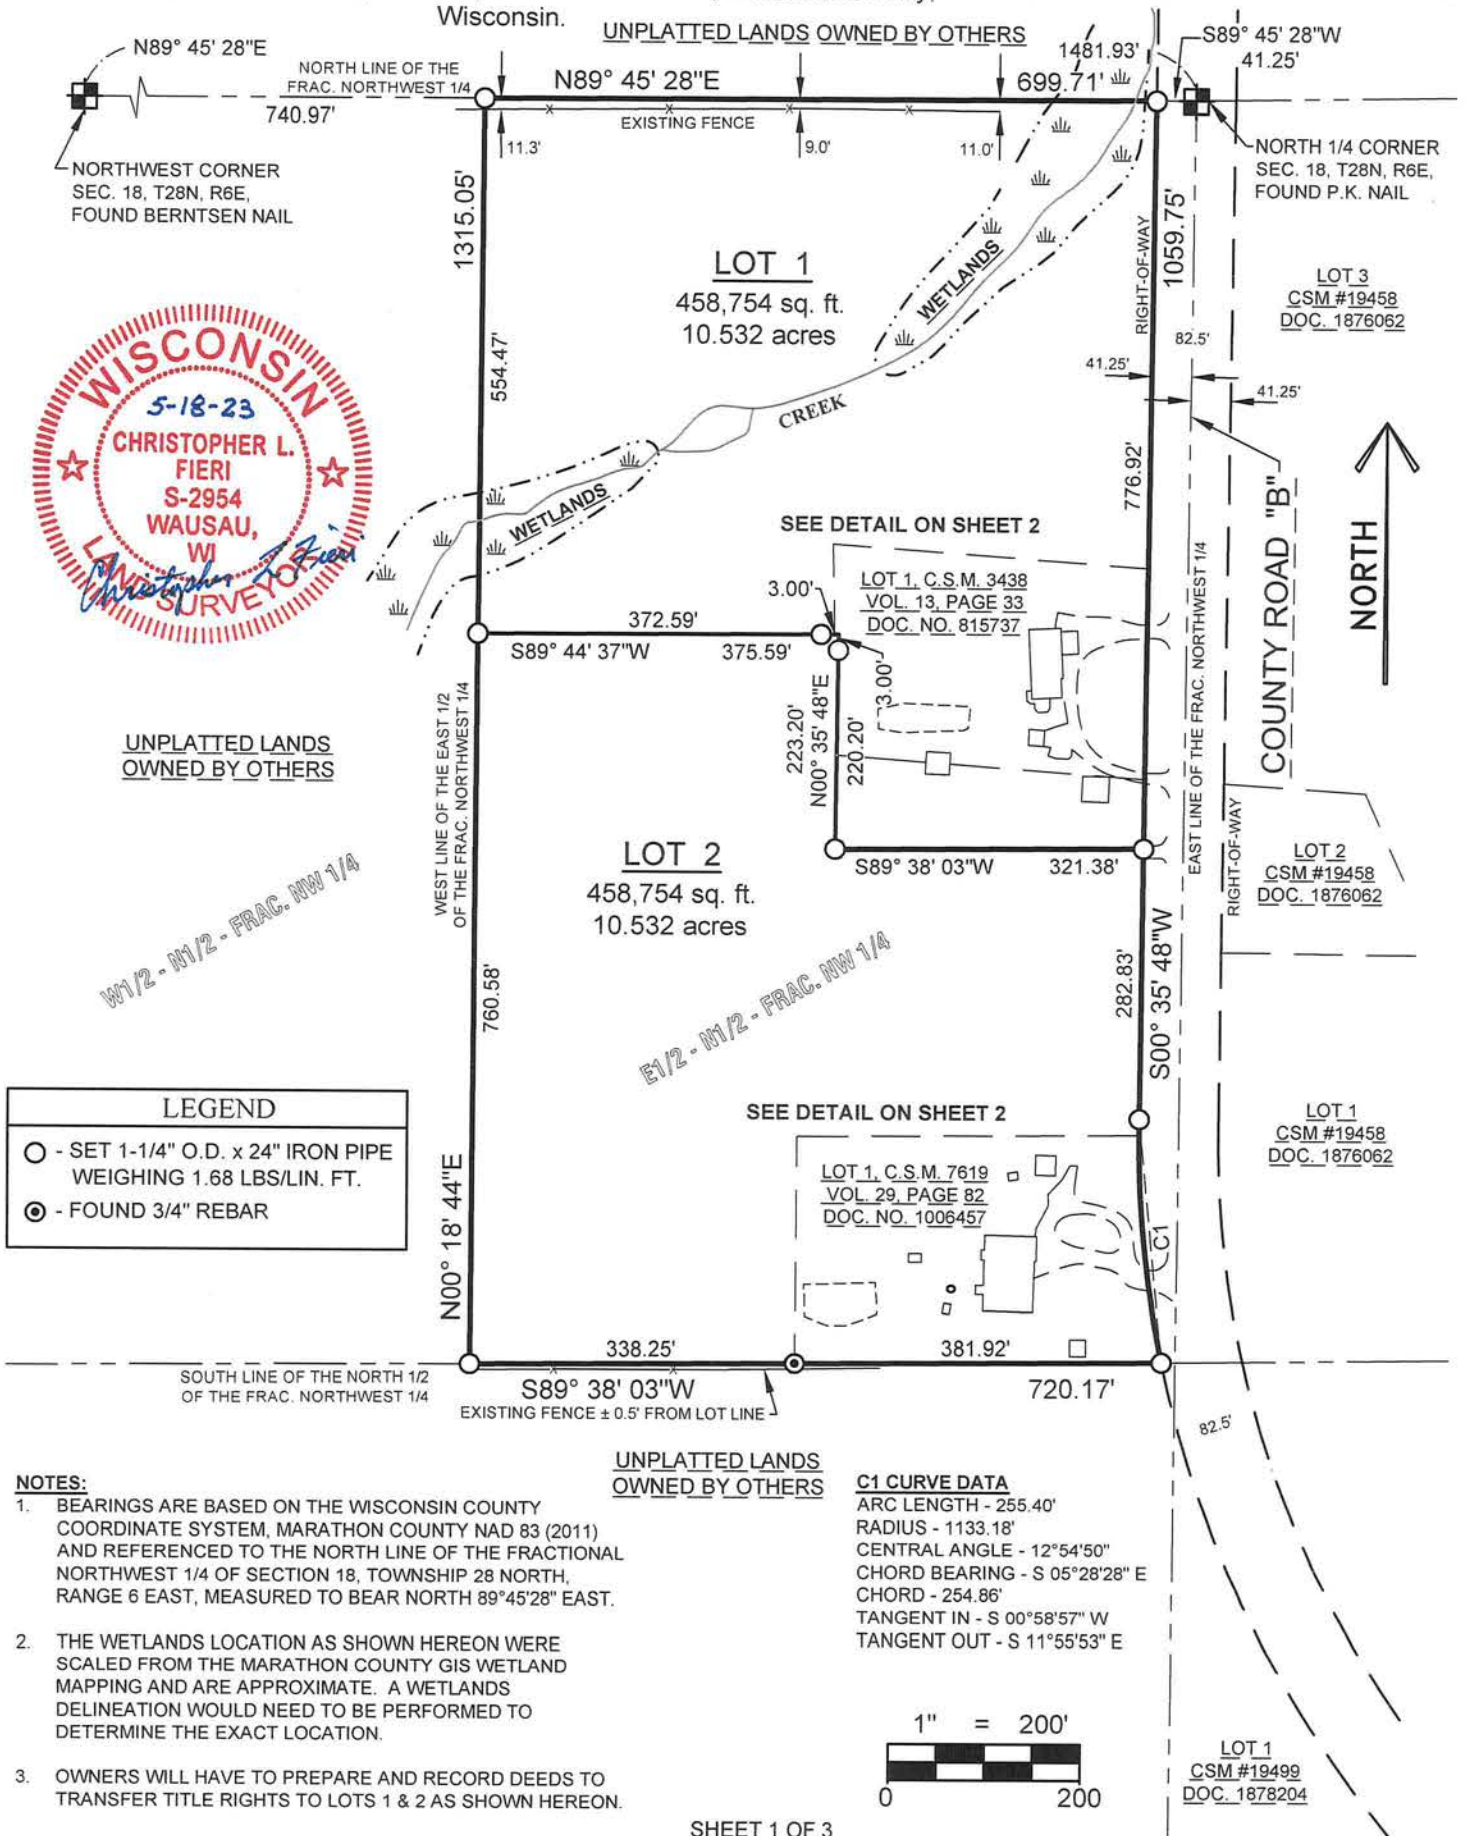 Wisconsin.
UNPLATTED LANDS OWNED BY OTHERS
N89° 45' 28"E
NORTH LINE OF THE
FRAC. NORTHWEST 1/4
740.97'
N89° 45' 28"E
1481.93'
699.71'
S89° 45' 28"W
41.25'
EXISTING FENCE
11.3'
9.0'
11.0'
NORTHWEST CORNER
SEC. 18, T28N, R6E,
FOUND BERNTSEN NAIL
NORTH 1/4 CORNER
SEC. 18, T28N, R6E,
FOUND P.K. NAIL
1315.05'
554.47'
LOT 1
458,754 sq. ft.
10.532 acres
WETLANDS
RIGHT-OF-WAY
1059.75'
82.5'
41.25'
41.25'
LOT 3
CSM #19458
DOC. 1876062
WISCONSIN
5-18-23
CHRISTOPHER L.
FIERI
S-2954
WAUSAU,
WI
LAND SURVEYOR
Christopher L Fieri
CREEK
WETLANDS
776.92'
COUNTY ROAD "B"
NORTH
SEE DETAIL ON SHEET 2
LOT 1, C.S.M. 3438
VOL. 13, PAGE 33
DOC. NO. 815737
3.00'
372.59'
S89° 44' 37"W
375.59'
3.00'
223.20'
N00° 35' 48"E
220.20'
EAST LINE OF THE FRAC. NORTHWEST 1/4
UNPLATTED LANDS
OWNED BY OTHERS
WEST LINE OF THE EAST 1/2
OF THE FRAC. NORTHWEST 1/4
LOT 2
458,754 sq. ft.
10.532 acres
S89° 38' 03"W
321.38'
RIGHT-OF-WAY
LOT 2
CSM #19458
DOC. 1876062
W1/2 - N1/2 - FRAC. NW 1/4
760.58'
E1/2 - N1/2 - FRAC. NW 1/4
282.83'
S00° 35' 48"W
LEGEND
- SET 1-1/4" O.D. x 24" IRON PIPE
WEIGHING 1.68 LBS/LIN. FT.
- FOUND 3/4" REBAR
N00° 18' 44"E
SEE DETAIL ON SHEET 2
LOT 1, C.S.M. 7619
VOL. 29, PAGE 82
DOC. NO. 1006457
C1
LOT 1
CSM #19458
DOC. 1876062
338.25'
381.92'
SOUTH LINE OF THE NORTH 1/2
OF THE FRAC. NORTHWEST 1/4
S89° 38' 03"W
720.17'
EXISTING FENCE ± 0.5' FROM LOT LINE
82.5'
UNPLATTED LANDS
OWNED BY OTHERS
NOTES:
1. BEARINGS ARE BASED ON THE WISCONSIN COUNTY
COORDINATE SYSTEM, MARATHON COUNTY NAD 83 (2011)
AND REFERENCED TO THE NORTH LINE OF THE FRACTIONAL
NORTHWEST 1/4 OF SECTION 18, TOWNSHIP 28 NORTH,
RANGE 6 EAST, MEASURED TO BEAR NORTH 89°45'28" EAST.
2. THE WETLANDS LOCATION AS SHOWN HEREON WERE
SCALED FROM THE MARATHON COUNTY GIS WETLAND
MAPPING AND ARE APPROXIMATE. A WETLANDS
DELINEATION WOULD NEED TO BE PERFORMED TO
DETERMINE THE EXACT LOCATION.
3. OWNERS WILL HAVE TO PREPARE AND RECORD DEEDS TO
TRANSFER TITLE RIGHTS TO LOTS 1 & 2 AS SHOWN HEREON.
C1 CURVE DATA
ARC LENGTH - 255.40'
RADIUS - 1133.18'
CENTRAL ANGLE - 12°54'50"
CHORD BEARING - S 05°28'28" E
CHORD - 254.86'
TANGENT IN - S 00°58'57" W
TANGENT OUT - S 11°55'53" E
1" = 200'
0 200
LOT 1
CSM #19499
DOC. 1878204
SHEET 1 OF 3